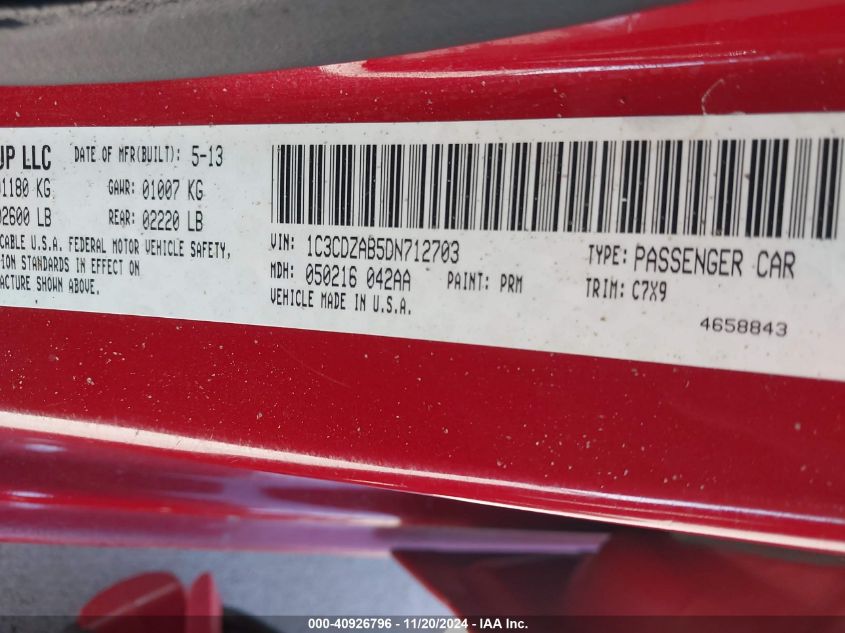 UP LLC DATE OF MFR(BUILT): 5-13
1180 KG GAWR: 01007 KG
2600 LB REAR: 02220 LB
CABLE U.S.A. FEDERAL MOTOR VEHICLE SAFETY,
ION STANDARDS IN EFFECT ON
ACTURE SHOWN ABOVE.
VIN: 1C3CDZAB5DN712703 TYPE: PASSENGER CAR
MDH: 050216 042AA PAINT: PRM TRIM: C7X9
VEHICLE MADE IN U.S.A.
4658843
000-40926796 - 11/20/2024 - IAA Inc.